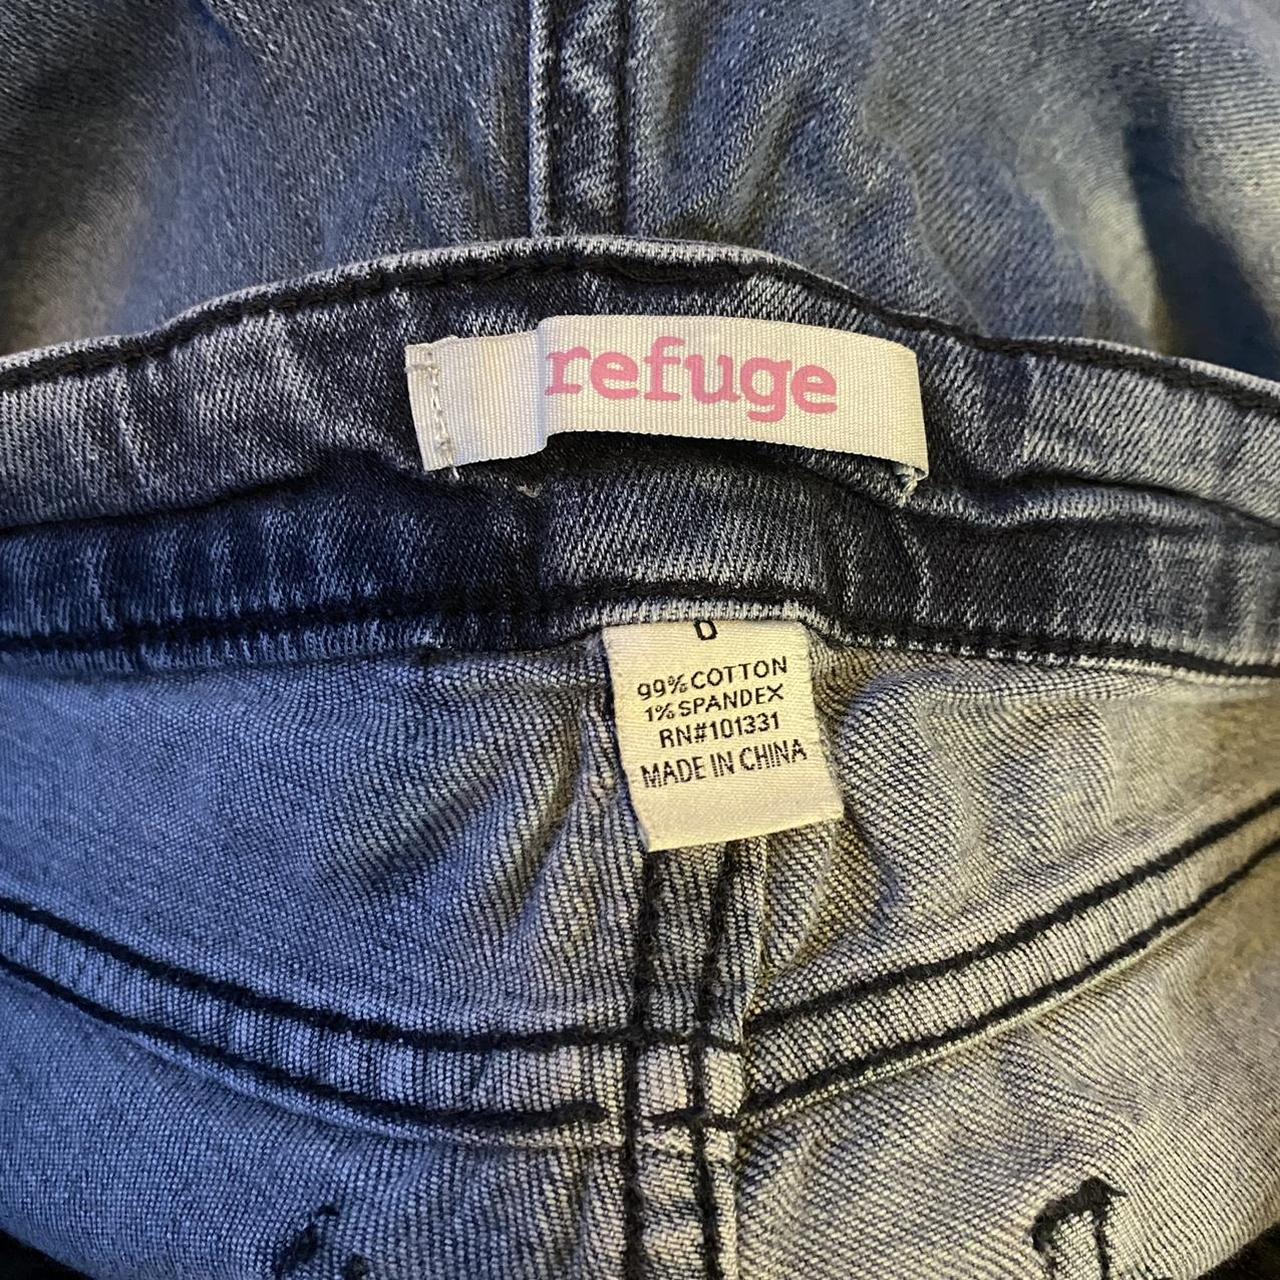 refuge
0
99% COTTON
1% SPANDEX
RN#101331
MADE IN CHINA